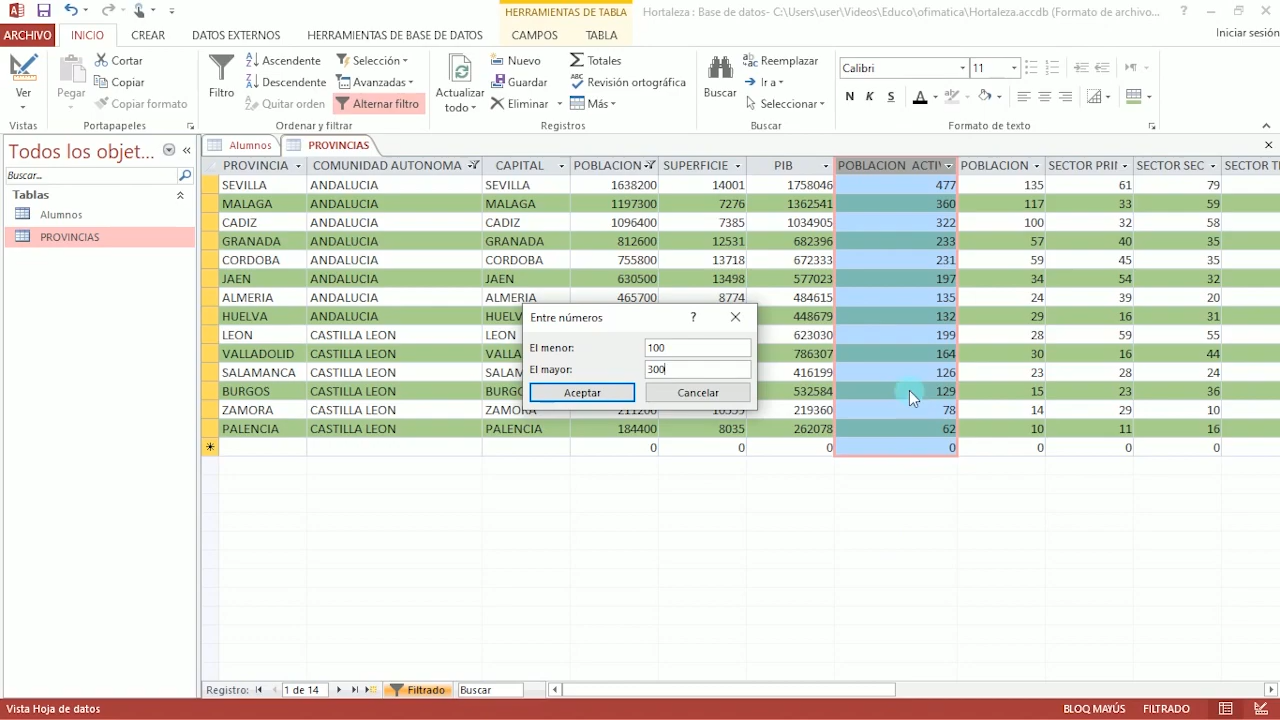 HERRAMIENTAS DE TABLA
Hortaleza : Base de datos- C:\Users\user\Videos\Educo\ofimatica\Hortaleza.accdb (Formato de archivo...
ARCHIVO INICIO CREAR DATOS EXTERNOS HERRAMIENTAS DE BASE DE DATOS CAMPOS TABLA
Iniciar sesión
Ver
Vistas
Pegar
Cortar
Copiar
Copiar formato
Portapapeles
Filtro
Ascendente
Descendente
Quitar orden
Selección
Avanzadas
Alternar filtro
Ordenar y filtrar
Actualizar
todo
Nuevo
Guardar
Eliminar
Totales
Revisión ortográfica
Más
Registros
Buscar
Reemplazar
Ir a
Seleccionar
Buscar
Calibri 11
N K S
Formato de texto
Todos los objet...
Buscar...
Tablas
Alumnos
PROVINCIAS
Alumnos PROVINCIAS
PROVINCIA COMUNIDAD AUTONOMA CAPITAL POBLACION SUPERFICIE PIB POBLACION ACTIV POBLACION SECTOR PRI SECTOR SEC SECTOR T
SEVILLA ANDALUCIA SEVILLA 1638200 14001 1758046 477 135 61 79
MALAGA ANDALUCIA MALAGA 1197300 7276 1362541 360 117 33 59
CADIZ ANDALUCIA CADIZ 1096400 7385 1034905 322 100 32 58
GRANADA ANDALUCIA GRANADA 812600 12531 682396 233 57 40 35
CORDOBA ANDALUCIA CORDOBA 755800 13718 672333 231 59 45 35
JAEN ANDALUCIA JAEN 630500 13498 577023 197 34 54 32
ALMERIA ANDALUCIA ALMERIA 465700 8774 484615 135 24 39 20
HUELVA ANDALUCIA HUELV 448679 132 29 16 31
LEON CASTILLA LEON LEON 623030 199 28 59 55
VALLADOLID CASTILLA LEON VALLA 786307 164 30 16 44
SALAMANCA CASTILLA LEON SALAM 416199 126 23 28 24
BURGOS CASTILLA LEON BURGO 532584 129 15 23 36
ZAMORA CASTILLA LEON ZAMORA 211200 10559 219360 78 14 29 10
PALENCIA CASTILLA LEON PALENCIA 184400 8035 262078 62 10 11 16
0 0 0 0 0 0 0
Entre números
El menor: 100
El mayor: 300
Aceptar Cancelar
Registro: 1 de 14 Filtrado Buscar
Vista Hoja de datos BLOQ MAYÚS FILTRADO